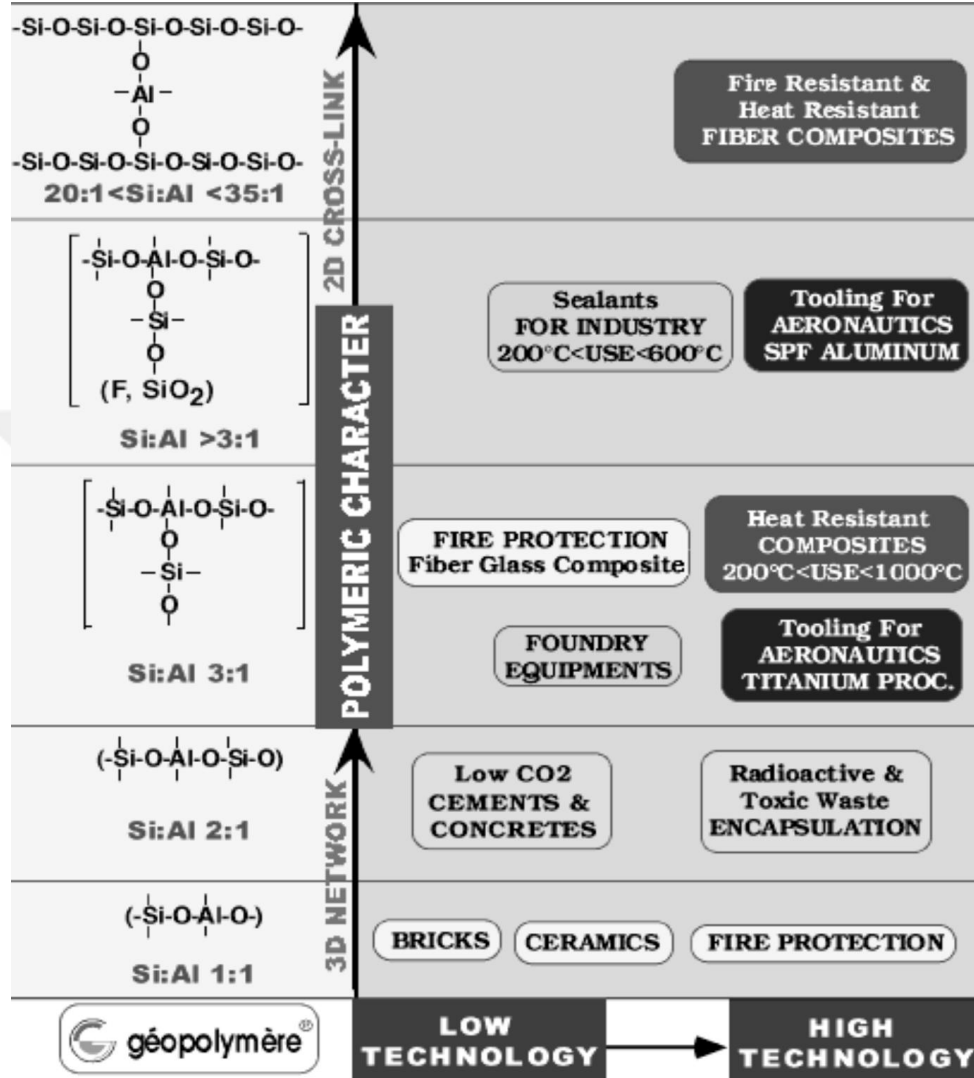 -Si-O-Si-O-Si-O-Si-O-Si-O-
O
-Al-
O
-Si-O-Si-O-Si-O-Si-O-Si-O-
20:1<Si:Al <35:1
2D CROSS-LINK
Fire Resistant &
Heat Resistant
FIBER COMPOSITES
-Si-O-Al-O-Si-O-
O
-Si-
O
(F, SiO₂)
Si:Al >3:1
Sealants
FOR INDUSTRY
200°C<USE<600°C
Tooling For
AERONAUTICS
SPF ALUMINUM
POLYMERIC CHARACTER
-Si-O-Al-O-Si-O-
O
-Si-
O
Si:Al 3:1
FIRE PROTECTION
Fiber Glass Composite
Heat Resistant
COMPOSITES
200°C<USE<1000°C
FOUNDRY
EQUIPMENTS
Tooling For
AERONAUTICS
TITANIUM PROC.
(-Si-O-Al-O-Si-O)
Si:Al 2:1
3D NETWORK
Low CO2
CEMENTS &
CONCRETES
Radioactive &
Toxic Waste
ENCAPSULATION
(-Si-O-Al-O-)
Si:Al 1:1
BRICKS
CERAMICS
FIRE PROTECTION
géopolymère®
LOW
TECHNOLOGY
HIGH
TECHNOLOGY